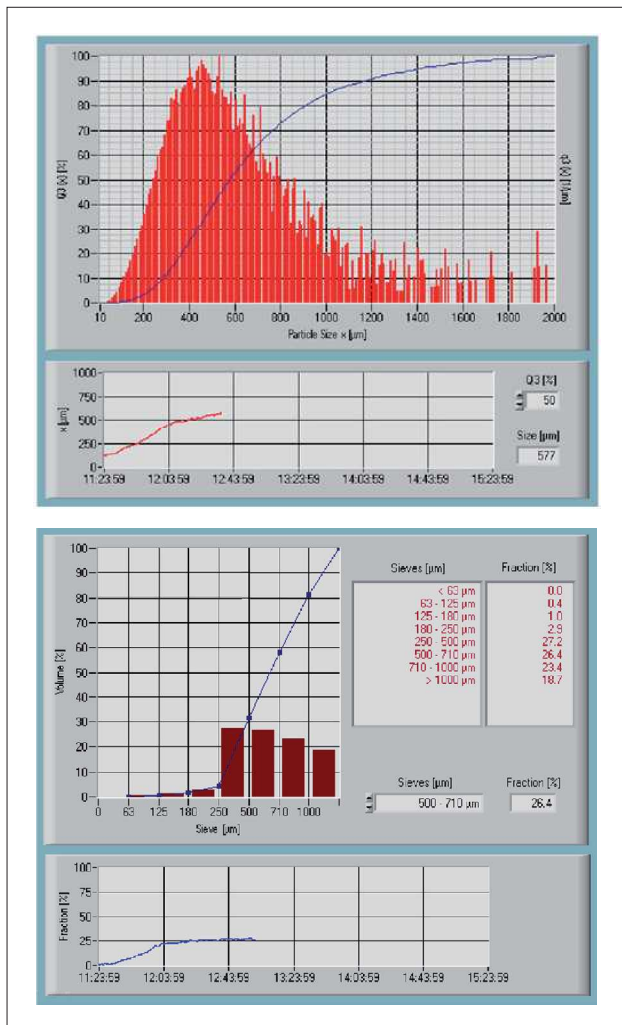 100
90
80
70
60
50
40
30
20
10
0
Q3 (x) [%]
q3 (x) [1/µm]
10 200 400 600 800 1000 1200 1400 1600 1800 2000
Particle Size x [µm]
1000
750
500
250
0
x [µm]
11:23:59 12:03:59 12:43:59 13:23:59 14:03:59 14:43:59 15:23:59
Q3 [%]
50
Size [µm]
577
100
90
80
70
60
50
40
30
20
10
0
Volume [%]
0 63 125 180 250 500 710 1000
Sieve [µm]
Sieves [µm] Fraction [%]
< 63 µm 0.0
63 - 125 µm 0.4
125 - 180 µm 1.0
180 - 250 µm 2.9
250 - 500 µm 27.2
500 - 710 µm 26.4
710 - 1000 µm 23.4
> 1000 µm 18.7
Sieves [µm] Fraction [%]
500 - 710 µm 26.4
100
75
50
25
0
Fraction [%]
11:23:59 12:03:59 12:43:59 13:23:59 14:03:59 14:43:59 15:23:59